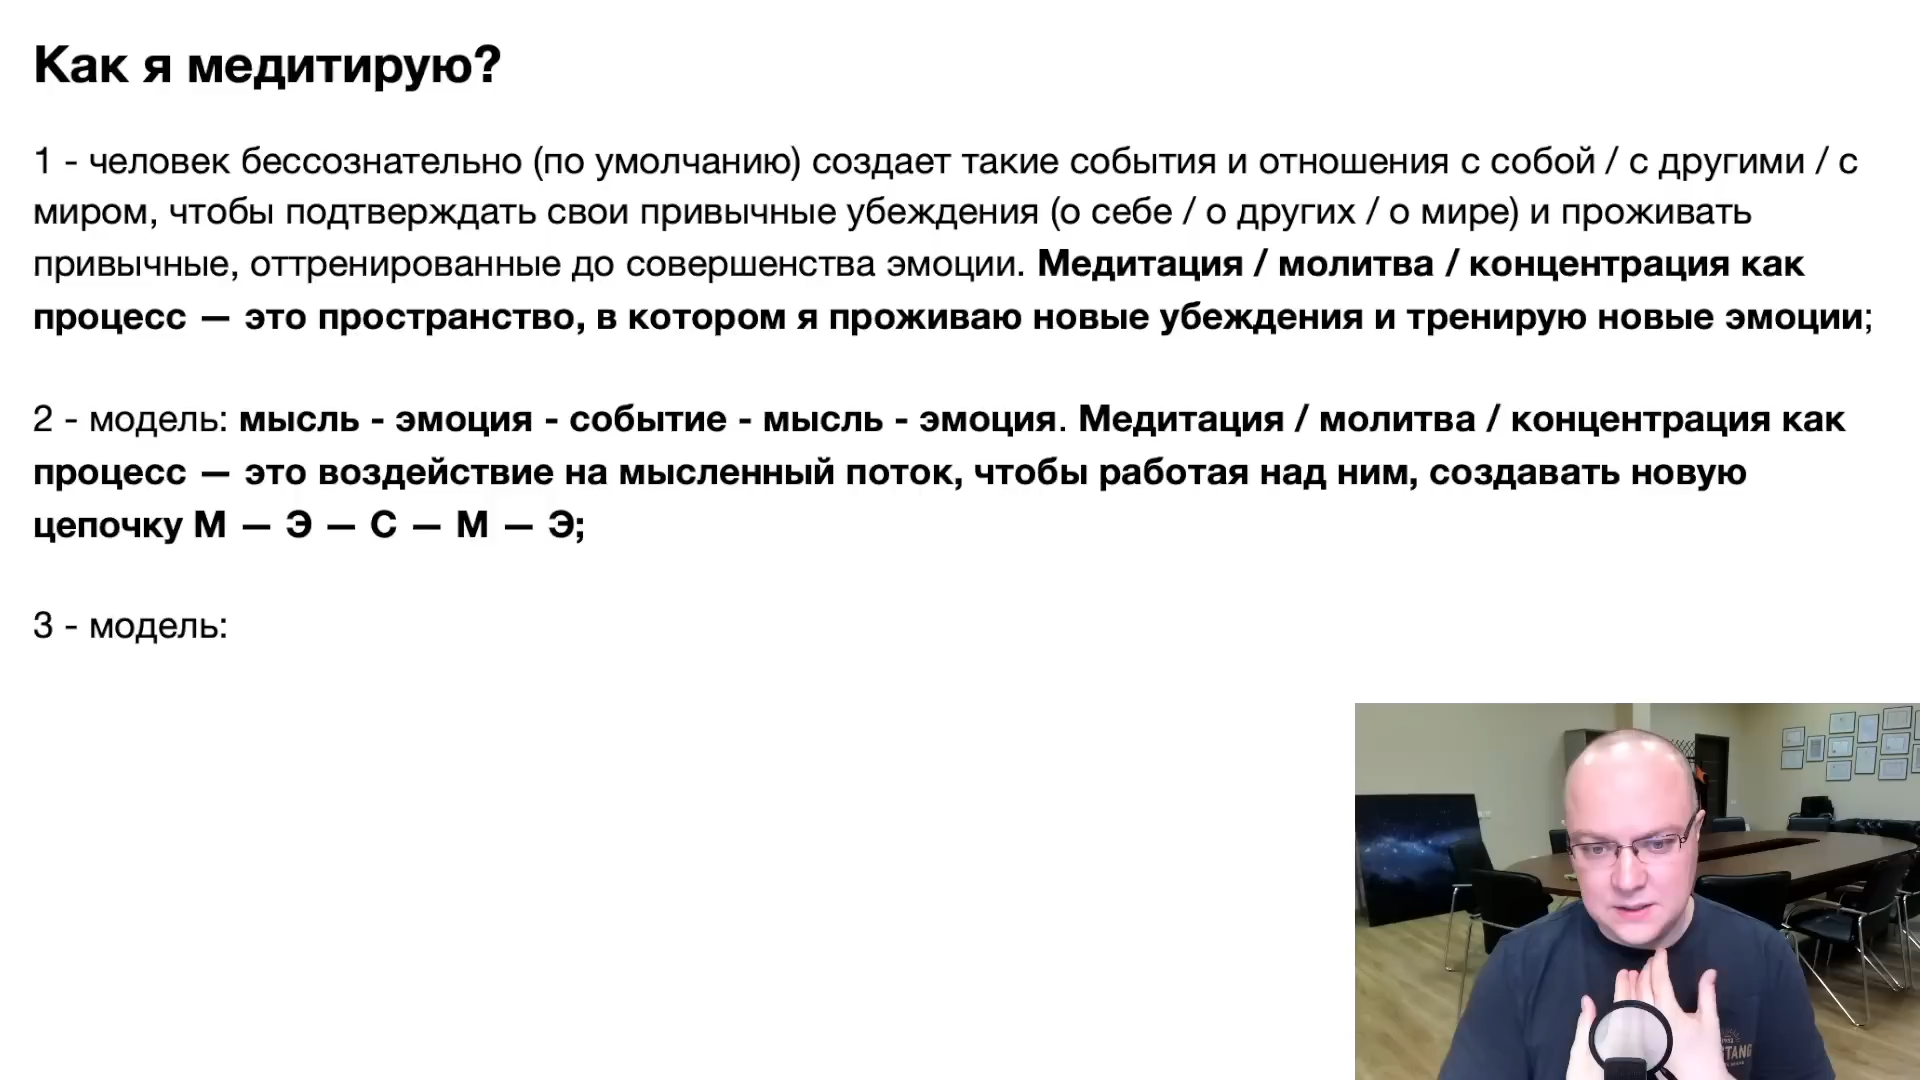 Как я медитирую?
1 - человек бессознательно (по умолчанию) создает такие события и отношения с собой / с другими / с
миром, чтобы подтверждать свои привычные убеждения (о себе / о других / о мире) и проживать
привычные, оттренированные до совершенства эмоции. Медитация / молитва / концентрация как
процесс — это пространство, в котором я проживаю новые убеждения и тренирую новые эмоции;
2 - модель: мысль - эмоция - событие - мысль - эмоция. Медитация / молитва / концентрация как
процесс — это воздействие на мысленный поток, чтобы работая над ним, создавать новую
цепочку М — Э — С — М — Э;
3 - модель: